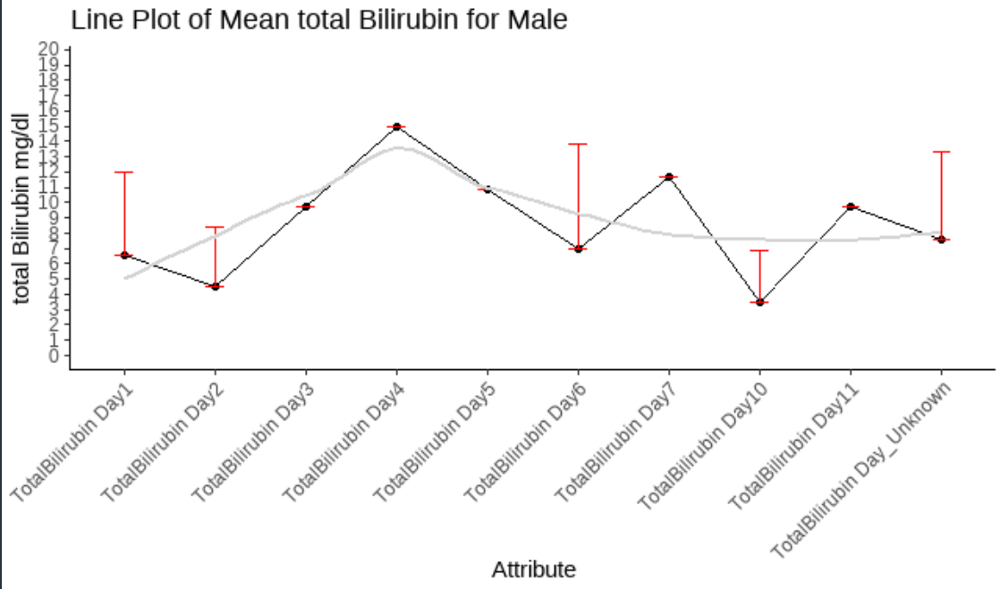 Line Plot of Mean total Bilirubin for Male
total Bilirubin mg/dl
20
19
18
17
16
15
14
13
12
11
10
9
8
7
6
5
4
3
2
1
0
TotalBilirubin Day1
TotalBilirubin Day2
TotalBilirubin Day3
TotalBilirubin Day4
TotalBilirubin Day5
TotalBilirubin Day6
TotalBilirubin Day7
TotalBilirubin Day10
TotalBilirubin Day11
TotalBilirubin Day_Unknown
Attribute